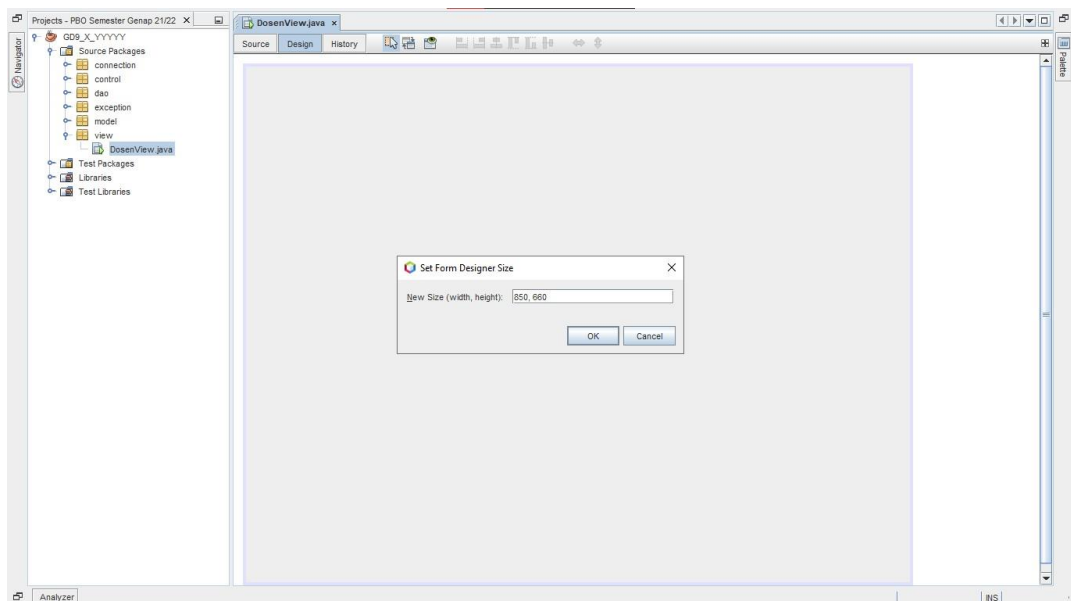 Projects - PBO Semester Genap 21/22
Navigator
GD9_X_YYYYY
Source Packages
connection
control
dao
exception
model
view
DosenView.java
Test Packages
Libraries
Test Libraries
DosenView.java
Source Design History
Palette
Set Form Designer Size
New Size (width, height): 850, 660
OK Cancel
Analyzer
INS